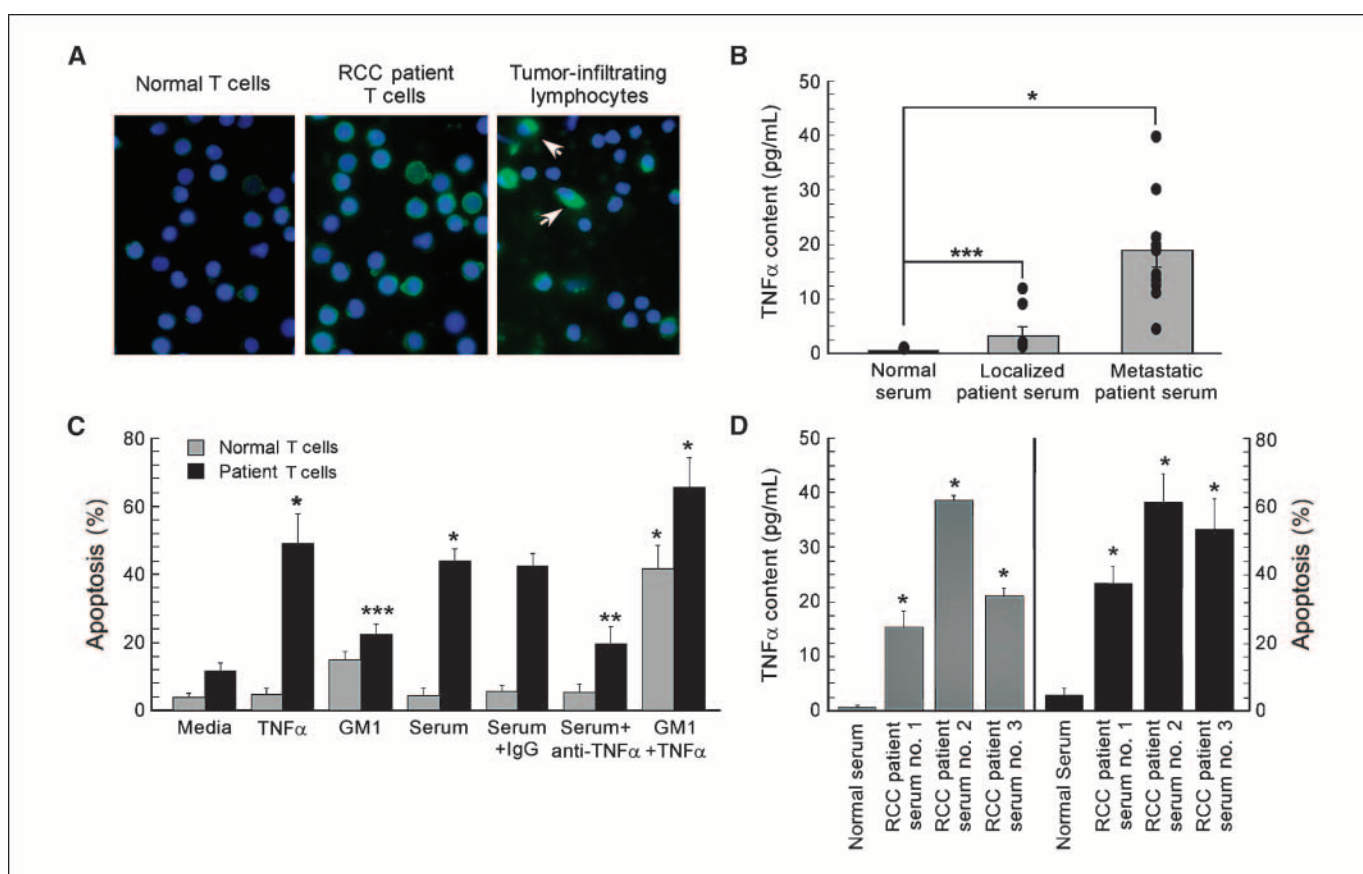 A
Normal T cells
RCC patient
T cells
Tumor-infiltrating
lymphocytes
B
TNFα content (pg/mL)
50
40
30
20
10
0
*
***
Normal
serum
Localized
patient serum
Metastatic
patient serum
C
Normal T cells
Patient T cells
Apoptosis (%)
80
60
40
20
0
*
***
*
**
*
*
Media
TNFα
GM1
Serum
Serum
+IgG
Serum+
anti-TNFα
GM1
+TNFα
D
TNFα content (pg/mL)
50
40
30
20
10
0
*
*
*
*
*
*
80
60
40
20
0
Apoptosis (%)
Normal serum
RCC patient
serum no. 1
RCC patient
serum no. 2
RCC patient
serum no. 3
Normal Serum
RCC patient
serum no. 1
RCC patient
serum no. 2
RCC patient
serum no. 3